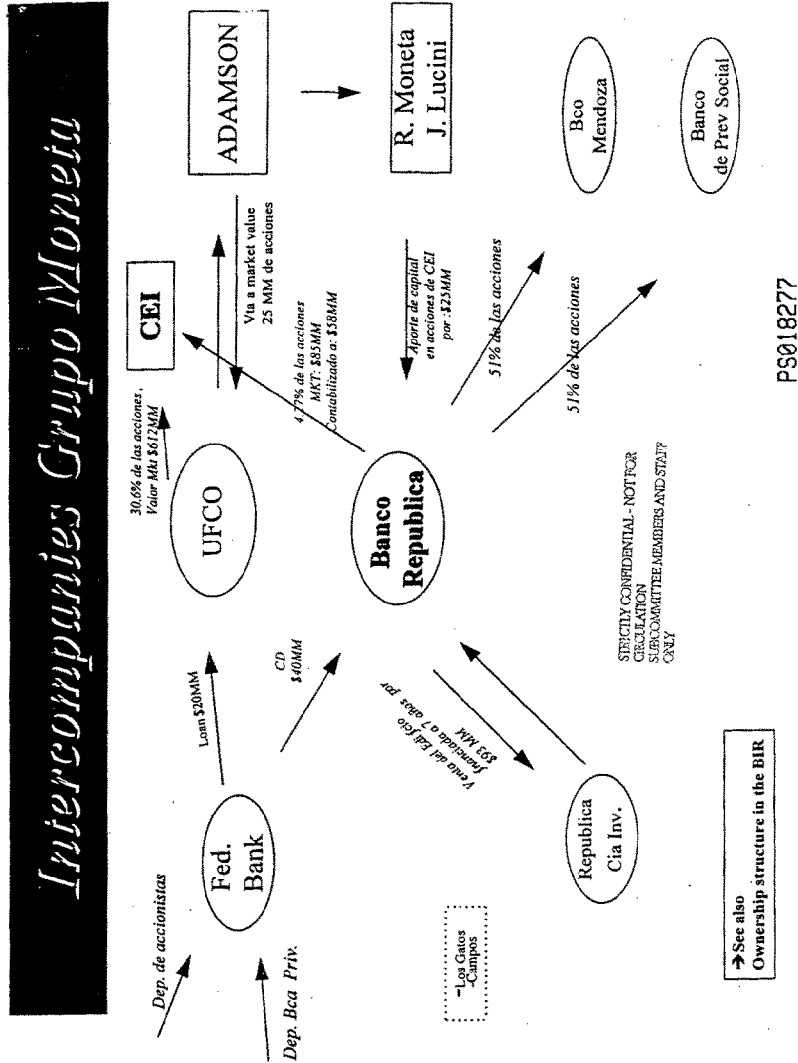 Intercompanies Grupo Moneta
Dep. de accionistas
Dep. Bca Priv.
Fed.
Bank
Loan $20MM
CD
$40MM
UFCO
30.6% de las acciones,
Valor Mkt $612MM
CEI
Vta a market value
25 MM de acciones
ADAMSON
R. Moneta
J. Lucini
4.77% de las acciones
MKT: $85MM
Contabilizado a: $58MM
Banco
Republica
Aporte de capital
en acciones de CEI
por :$25MM
51% de las acciones
51% de las acciones
Bco
Mendoza
Banco
de Prev Social
Venta del Edificio
financiada a 7 años por
$93 MM
Republica
Cia Inv.
-Los Gatos
-Campos
STRICTLY CONFIDENTIAL - NOT FOR
CIRCULATION
SUBCOMMITTEE MEMBERS AND STAFF
ONLY
➔See also
Ownership structure in the BIR
PS018277